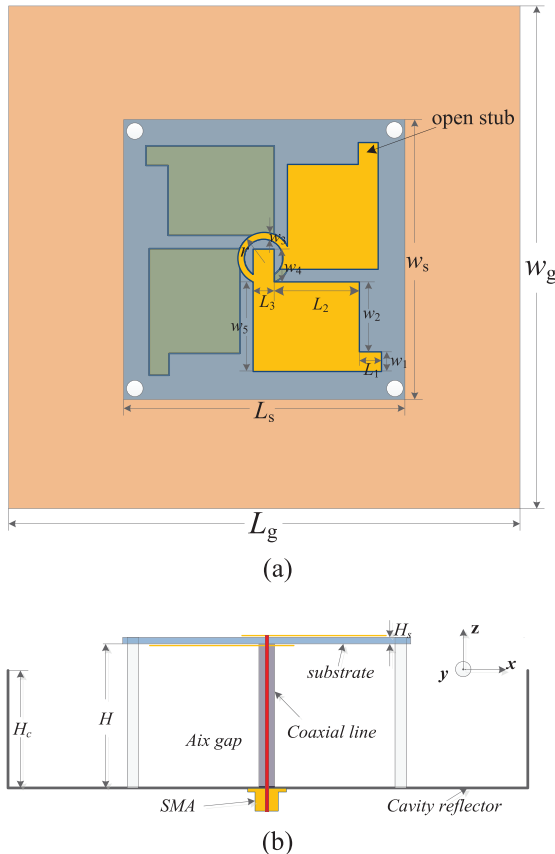 open stub
w3
r
w4
ws
wg
L3
L2
w2
w5
L1
w1
Ls
Lg
(a)
Hs
z
substrate
y
x
Hc
H
Aix gap
Coaxial line
SMA
Cavity reflector
(b)